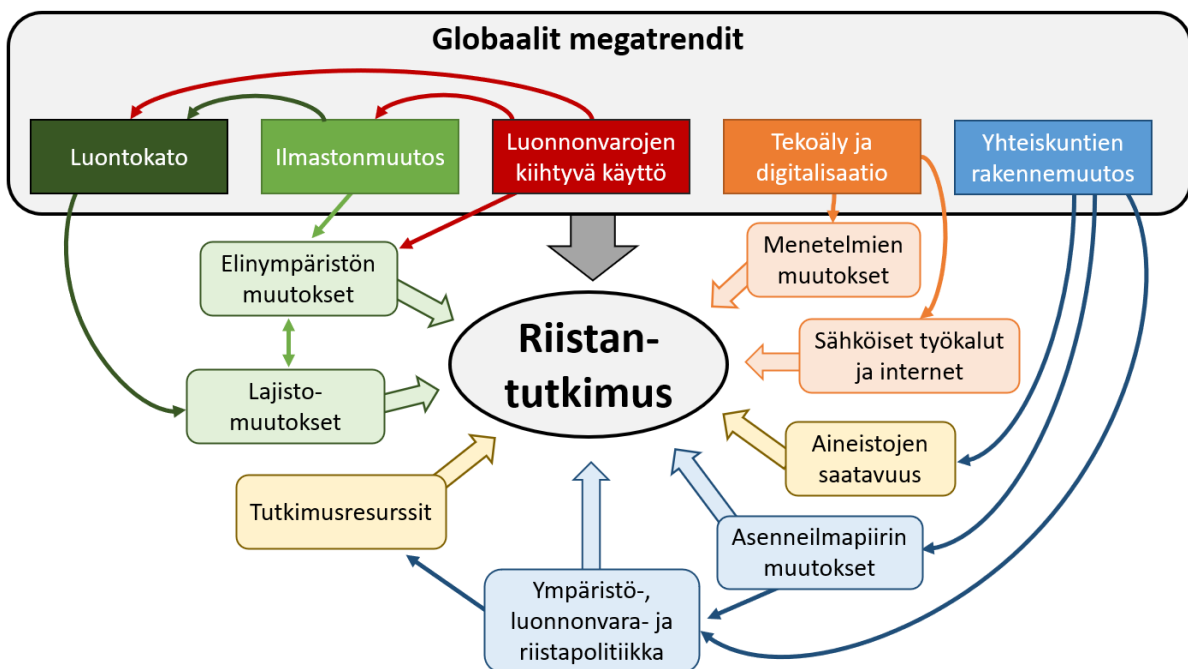 Globaalit megatrendit
Luontokato
Ilmastonmuutos
Luonnonvarojen
kiihtyvä käyttö
Tekoäly ja
digitalisaatio
Yhteiskuntien
rakennemuutos
Elinympäristön
muutokset
Menetelmien
muutokset
Riistan-
tutkimus
Sähköiset työkalut
ja internet
Lajisto-
muutokset
Aineistojen
saatavuus
Tutkimusresurssit
Asenneilmapiirin
muutokset
Ympäristö-,
luonnonvara- ja
riistapolitiikka